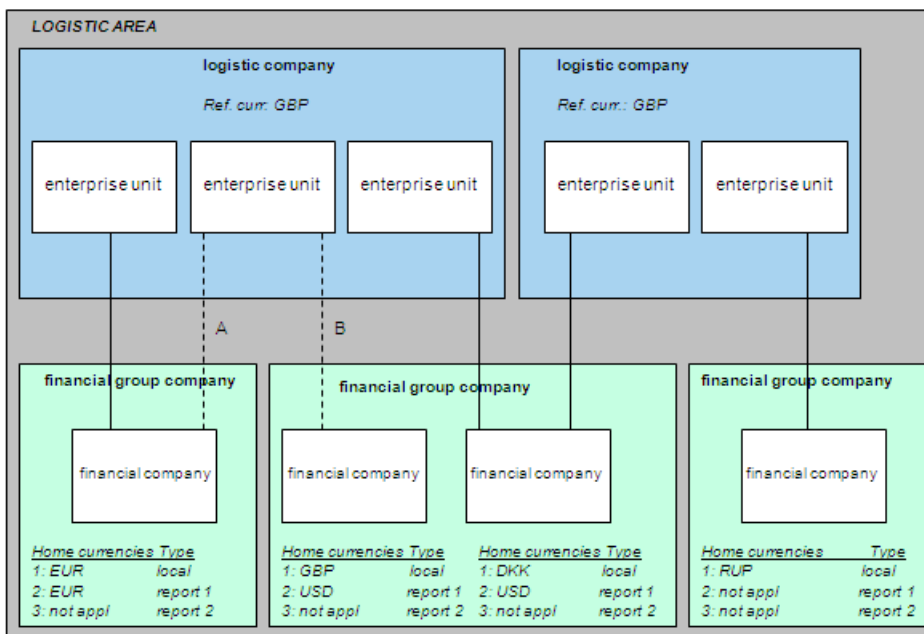 LOGISTIC AREA
logistic company
Ref. curr: GBP
enterprise unit
enterprise unit
enterprise unit
logistic company
Ref. curr.: GBP
enterprise unit
enterprise unit
A
B
financial group company
financial company
Home currencies Type
1: EUR local
2: EUR report 1
3: not appl report 2
financial group company
financial company
financial company
Home currencies Type
1: GBP local
2: USD report 1
3: not appl report 2
Home currencies Type
1: DKK local
2: USD report 1
3: not appl report 2
financial group company
financial company
Home currencies Type
1: RUP local
2: not appl report 1
3: not appl report 2